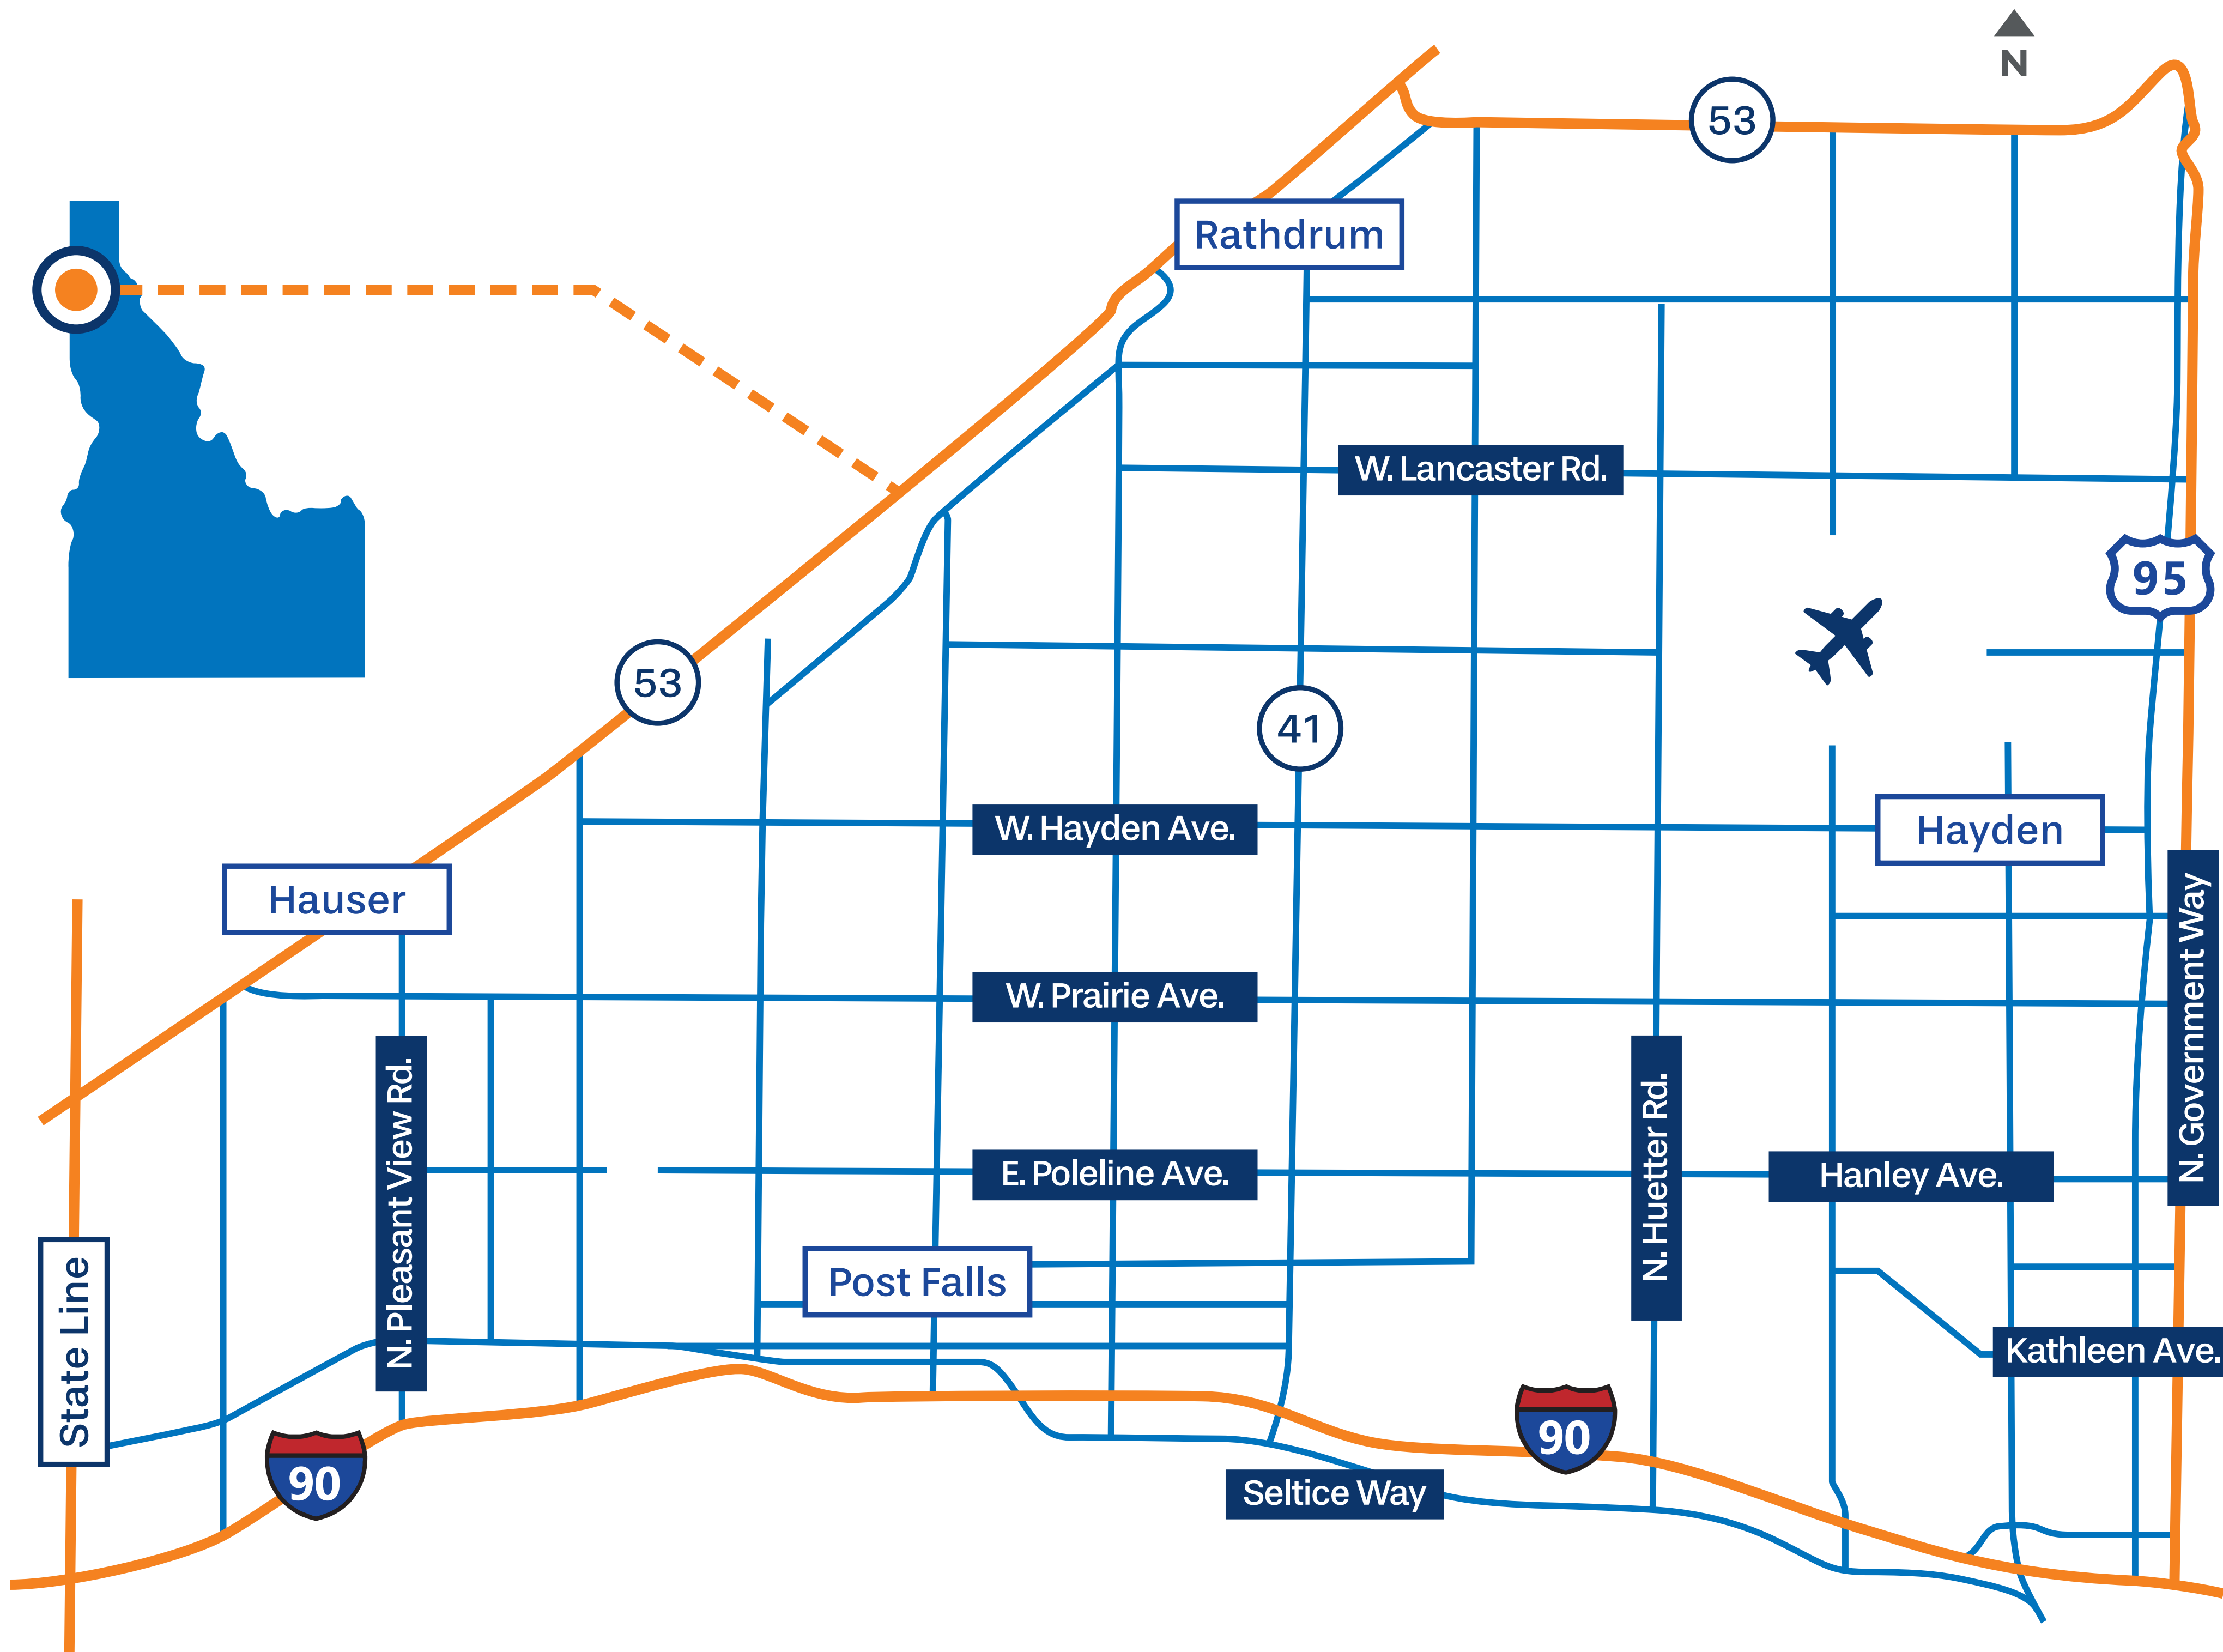 N
53
Rathdrum
W. Lancaster Rd.
95
53
41
W. Hayden Ave.
Hayden
Hauser
N. Government Way
W. Prairie Ave.
N. Pleasant View Rd.
N. Huetter Rd.
E. Poleline Ave.
Hanley Ave.
State Line
Post Falls
Kathleen Ave.
90
90
Seltice Way